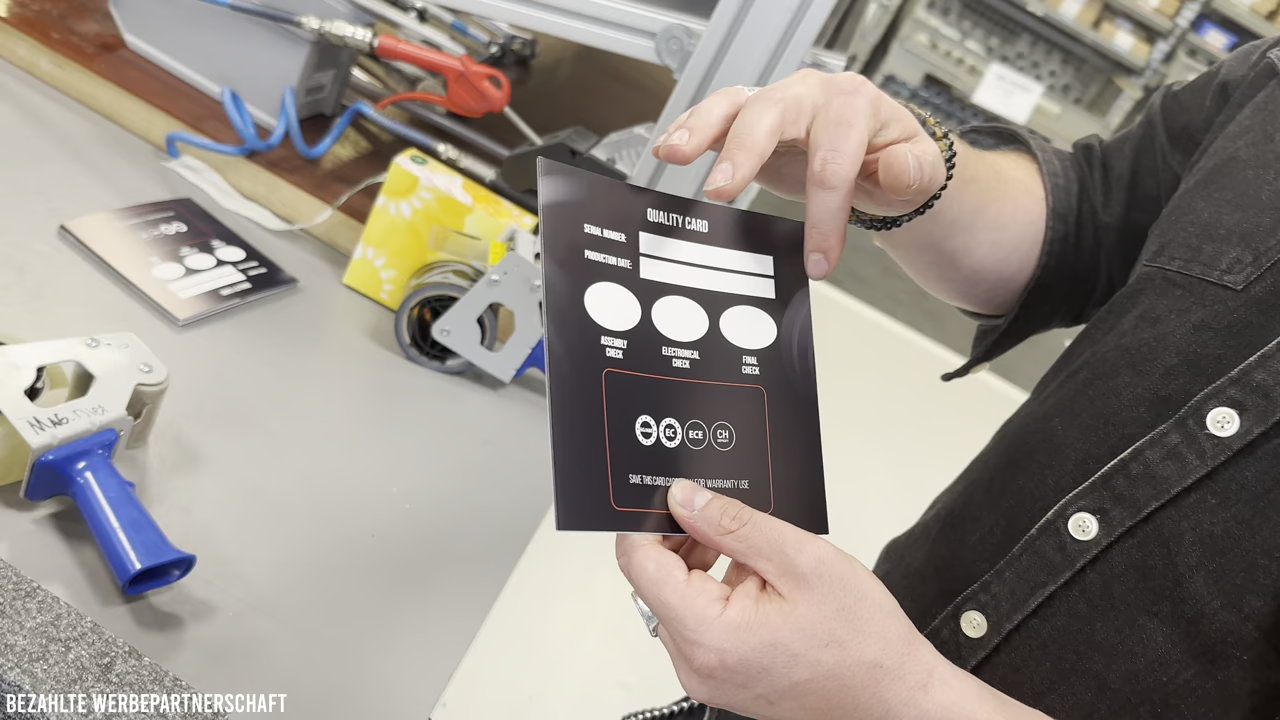 QUALITY CARD
SERIAL NUMBER:
PRODUCTION DATE:
ASSEMBLY
CHECK
ELECTRONICAL
CHECK
FINAL
CHECK
EC
ECE
CH
SAVE THIS CARD FOR WARRANTY USE
BEZAHLTE WERBEPARTNERSCHAFT